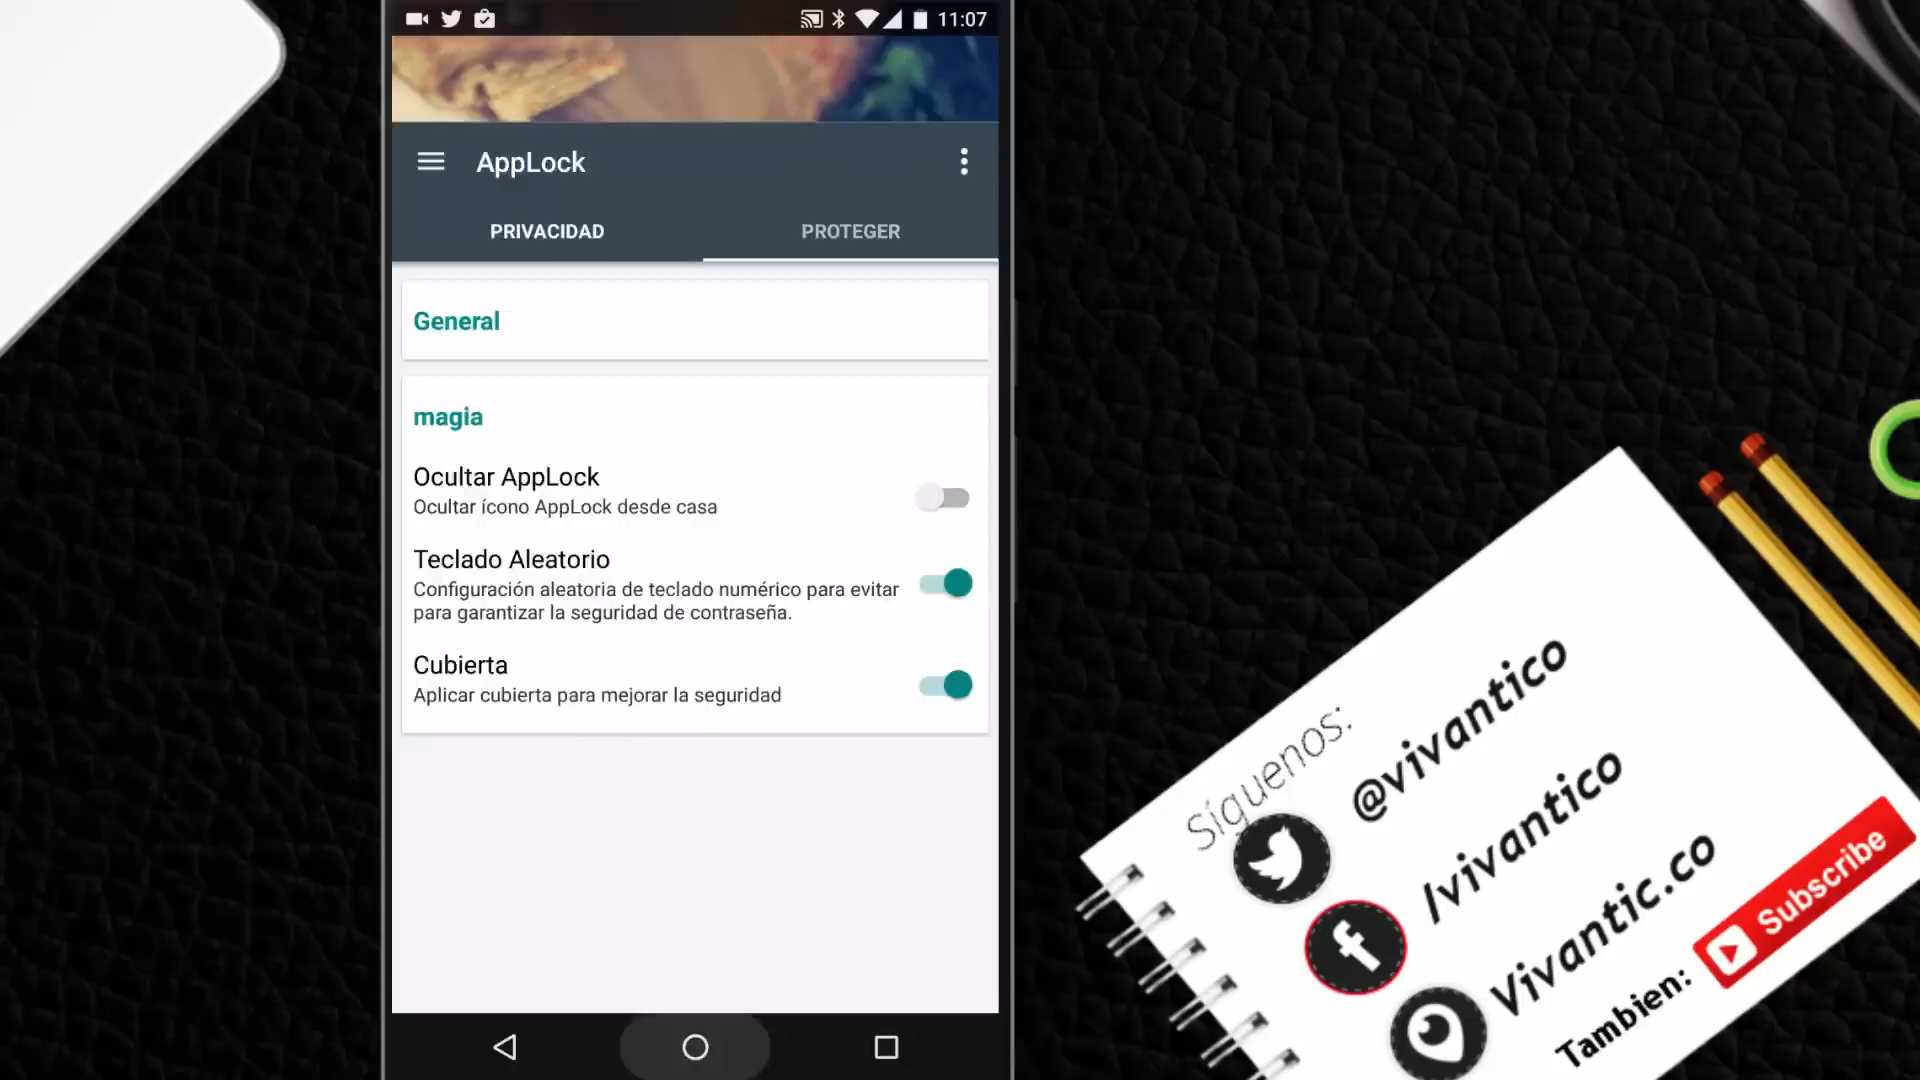 11:07
AppLock
PRIVACIDAD
PROTEGER
General
magia
Ocultar AppLock
Ocultar ícono AppLock desde casa
Teclado Aleatorio
Configuración aleatoria de teclado numérico para evitar
para garantizar la seguridad de contraseña.
Cubierta
Aplicar cubierta para mejorar la seguridad
Síguenos:
@vivantico
/vivantico
Vivantic.co
Tambien:
Subscribe